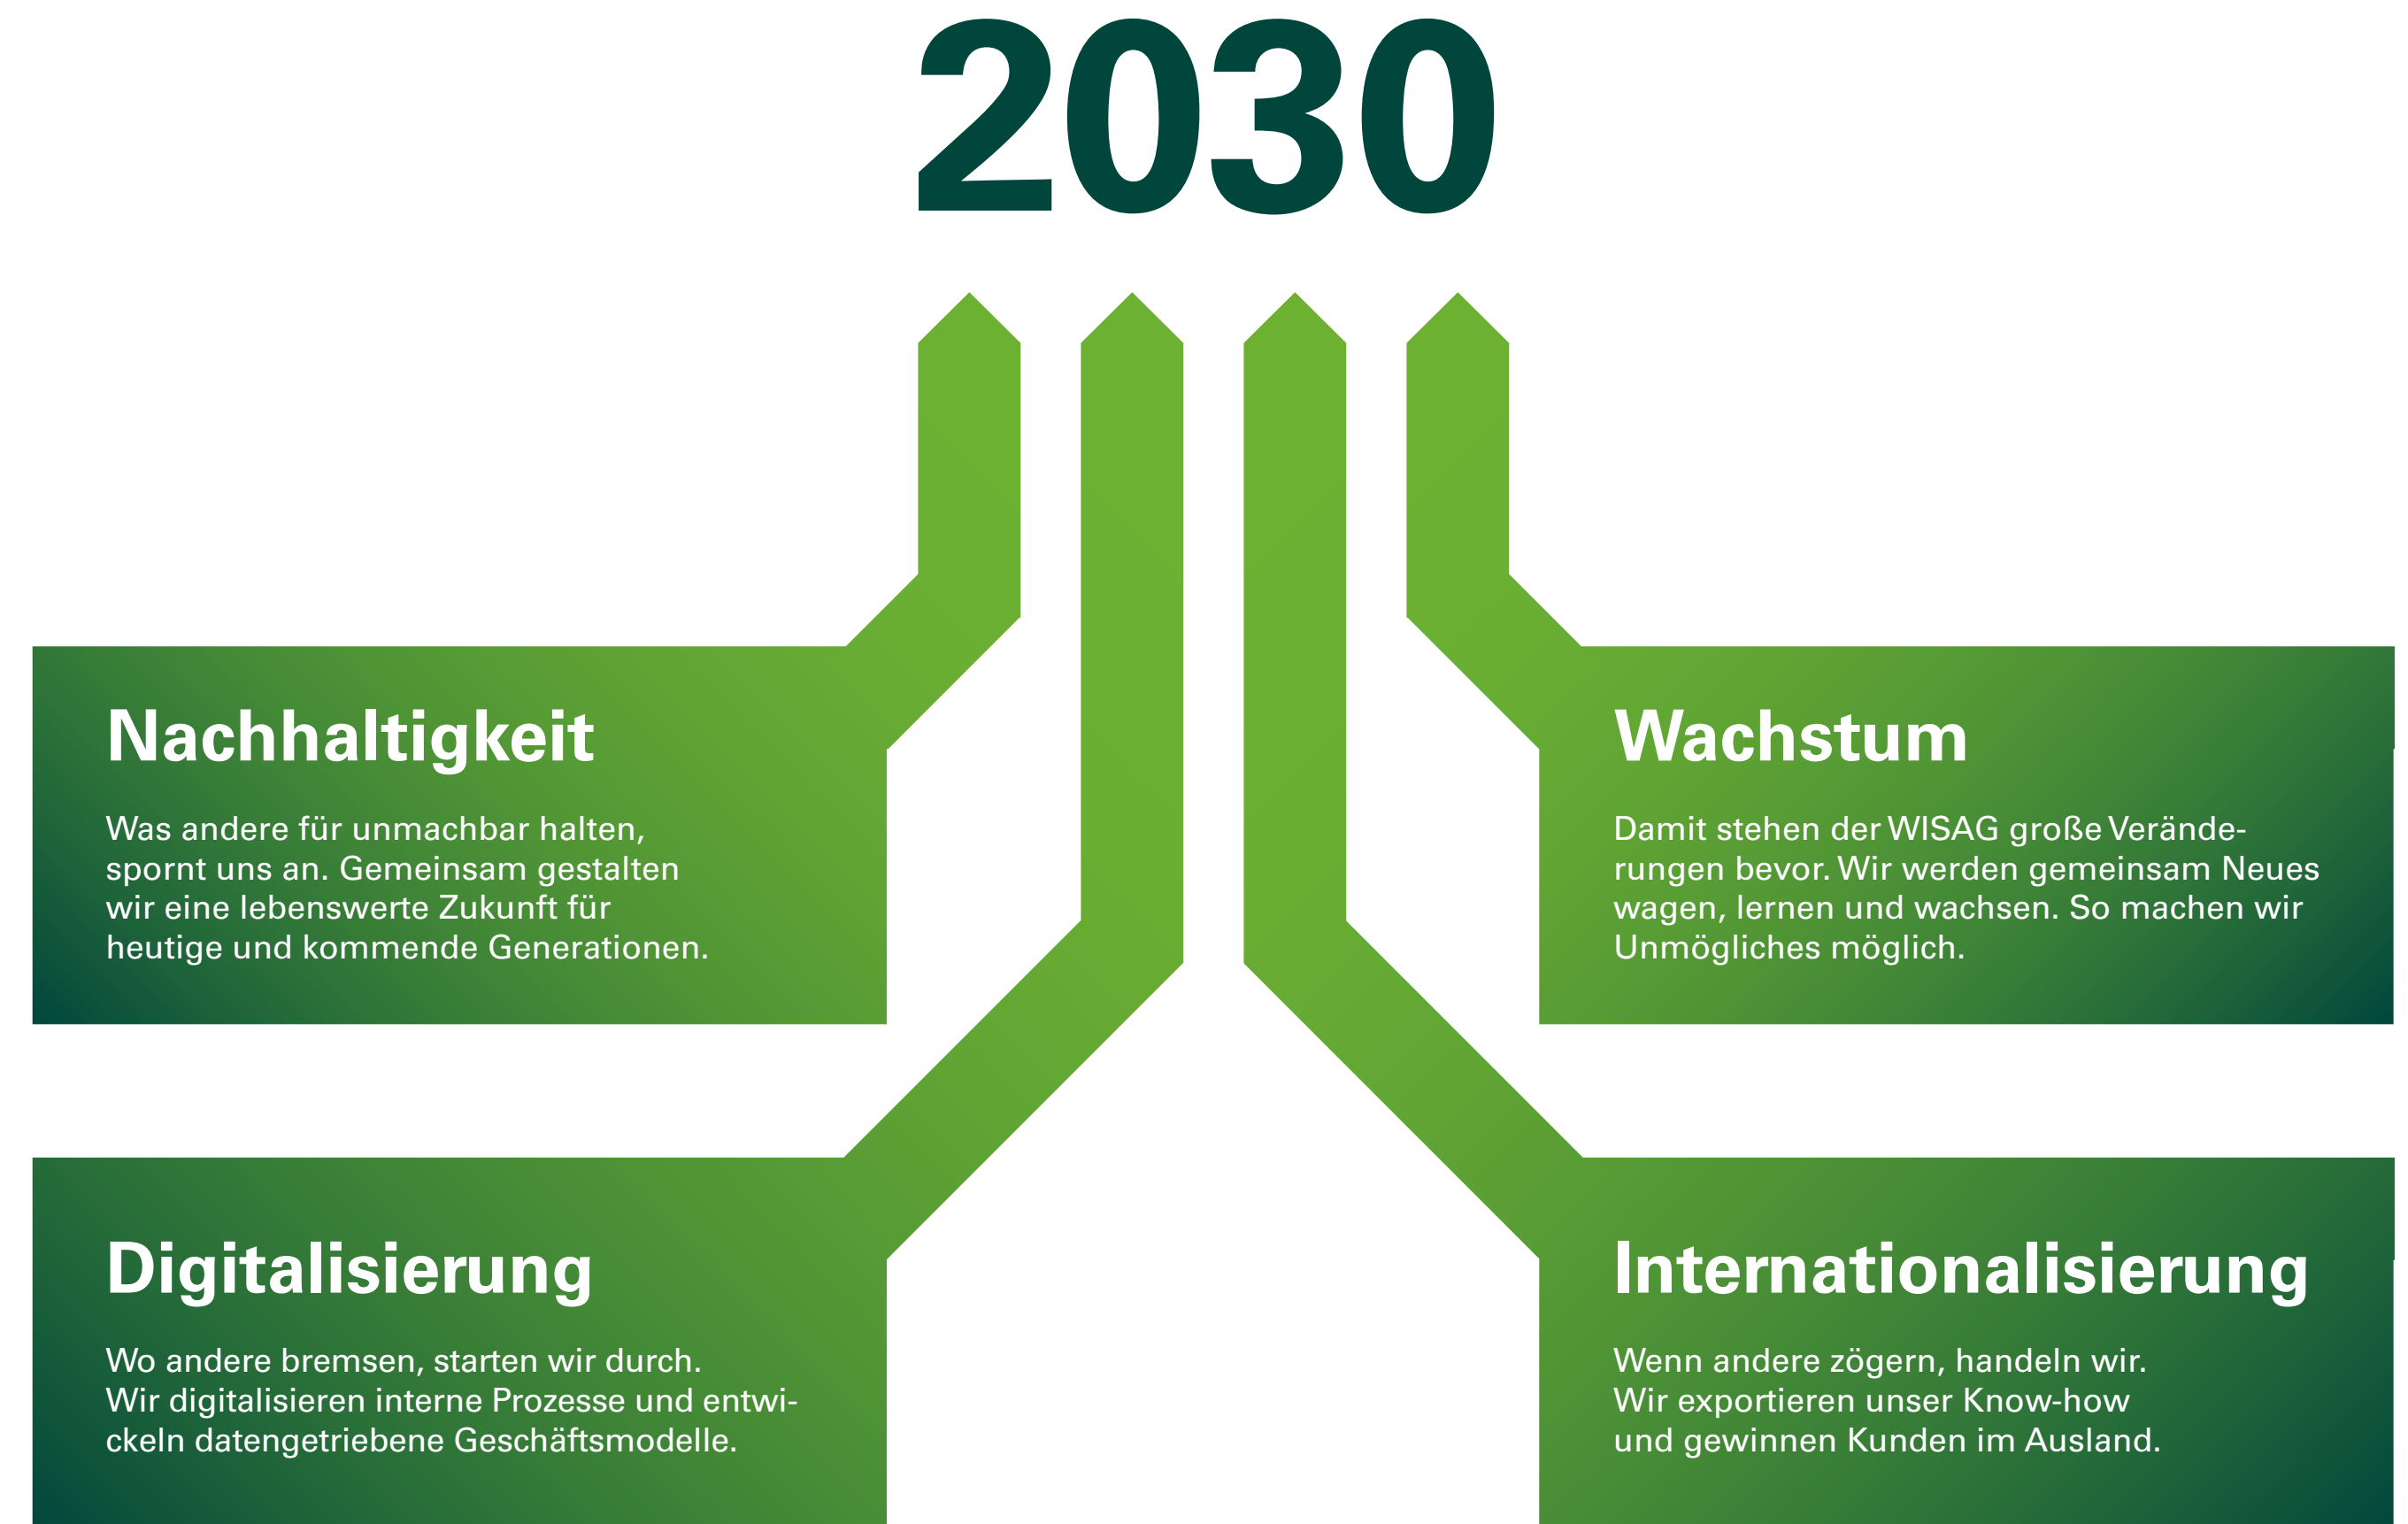 2030
Nachhaltigkeit
Was andere für unmachbar halten,
spornt uns an. Gemeinsam gestalten
wir eine lebenswerte Zukunft für
heutige und kommende Generationen.
Wachstum
Damit stehen der WISAG große Verände-
rungen bevor. Wir werden gemeinsam Neues
wagen, lernen und wachsen. So machen wir
Unmögliches möglich.
Digitalisierung
Wo andere bremsen, starten wir durch.
Wir digitalisieren interne Prozesse und entwi-
ckeln datengetriebene Geschäftsmodelle.
Internationalisierung
Wenn andere zögern, handeln wir.
Wir exportieren unser Know-how
und gewinnen Kunden im Ausland.